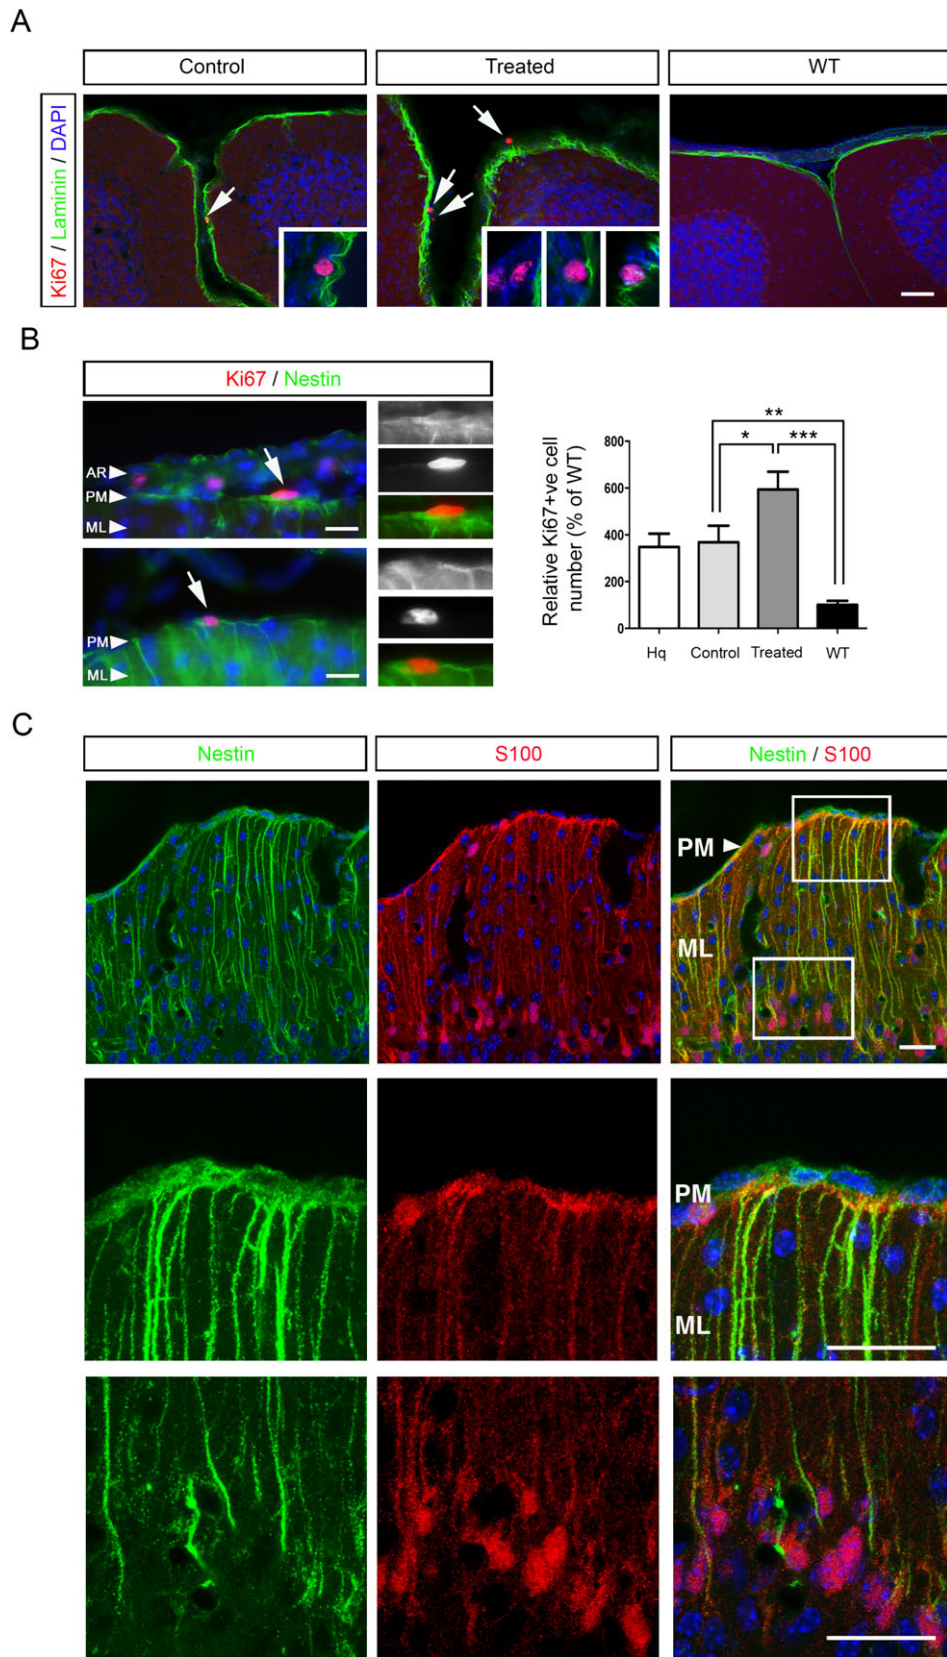 A
Control
Treated
WT
Ki67 / Laminin / DAPI
B
Ki67 / Nestin
AR
PM
ML
PM
ML
Relative Ki67+ve cell
number (% of WT)
800
600
400
200
0
**
*
***
Hq
Control
Treated
WT
C
Nestin
S100
Nestin / S100
PM
ML
PM
ML